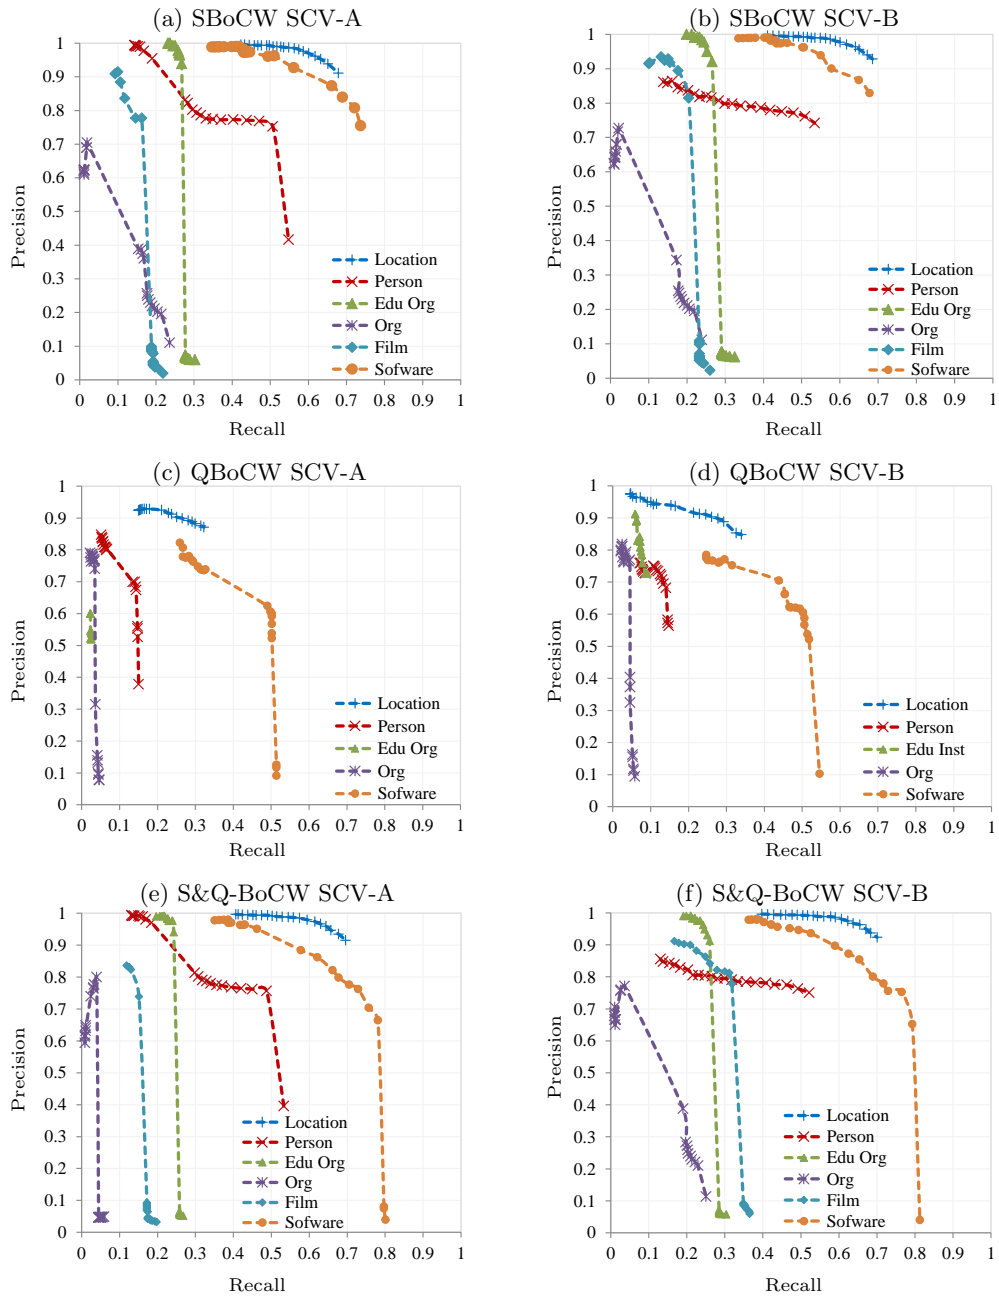 (a) SBoCW SCV-A
1
0.9
0.8
0.7
0.6
0.5
0.4
0.3
0.2
0.1
0
Precision
0 0.1 0.2 0.3 0.4 0.5 0.6 0.7 0.8 0.9 1
Recall
Location
Person
Edu Org
Org
Film
Sofware
(b) SBoCW SCV-B
1
0.9
0.8
0.7
0.6
0.5
0.4
0.3
0.2
0.1
0
Precision
0 0.1 0.2 0.3 0.4 0.5 0.6 0.7 0.8 0.9 1
Recall
Location
Person
Edu Org
Org
Film
Sofware
(c) QBoCW SCV-A
1
0.9
0.8
0.7
0.6
0.5
0.4
0.3
0.2
0.1
0
Precision
0 0.1 0.2 0.3 0.4 0.5 0.6 0.7 0.8 0.9 1
Recall
Location
Person
Edu Org
Org
Sofware
(d) QBoCW SCV-B
1
0.9
0.8
0.7
0.6
0.5
0.4
0.3
0.2
0.1
0
Precision
0 0.1 0.2 0.3 0.4 0.5 0.6 0.7 0.8 0.9 1
Recall
Location
Person
Edu Inst
Org
Sofware
(e) S&Q-BoCW SCV-A
1
0.9
0.8
0.7
0.6
0.5
0.4
0.3
0.2
0.1
0
Precision
0 0.1 0.2 0.3 0.4 0.5 0.6 0.7 0.8 0.9 1
Recall
Location
Person
Edu Org
Org
Film
Sofware
(f) S&Q-BoCW SCV-B
1
0.9
0.8
0.7
0.6
0.5
0.4
0.3
0.2
0.1
0
Precision
0 0.1 0.2 0.3 0.4 0.5 0.6 0.7 0.8 0.9 1
Recall
Location
Person
Edu Org
Org
Film
Sofware